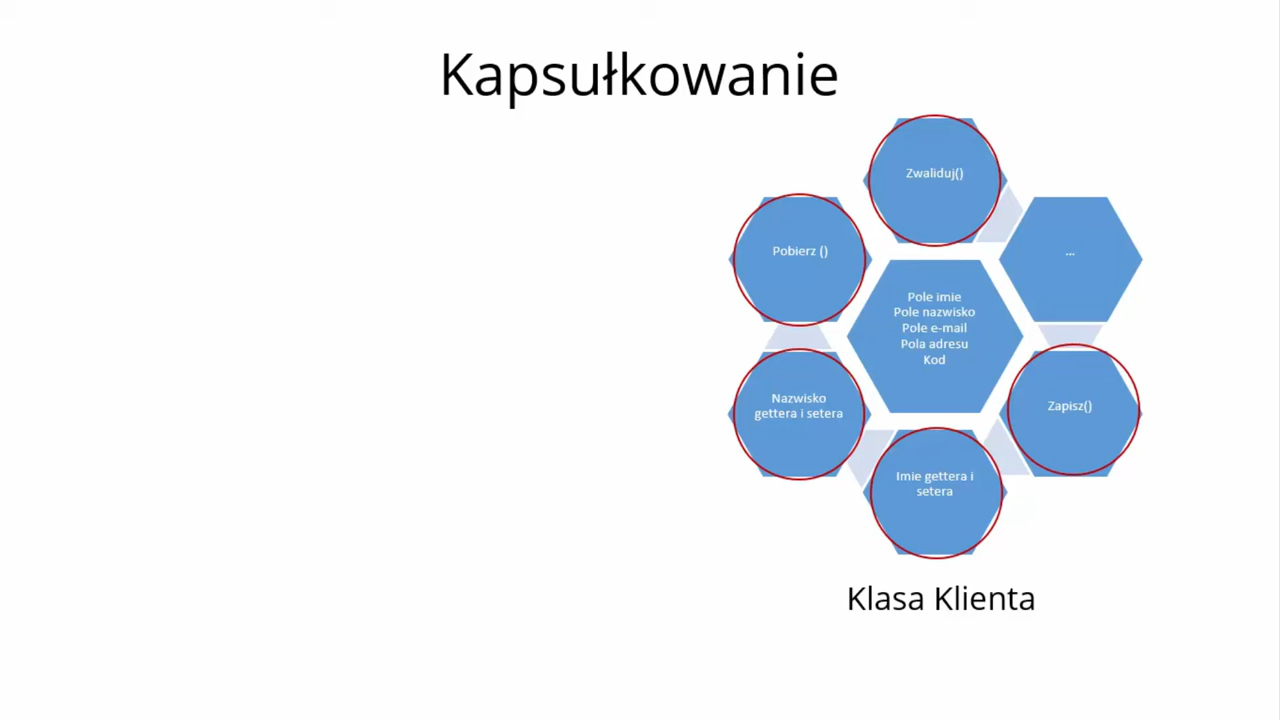 Kapsułkowanie
Zwaliduj()
Pobierz ()
...
Pole imie
Pole nazwisko
Pole e-mail
Pola adresu
Kod
Nazwisko
gettera i setera
Zapisz()
Imie gettera i
setera
Klasa Klienta